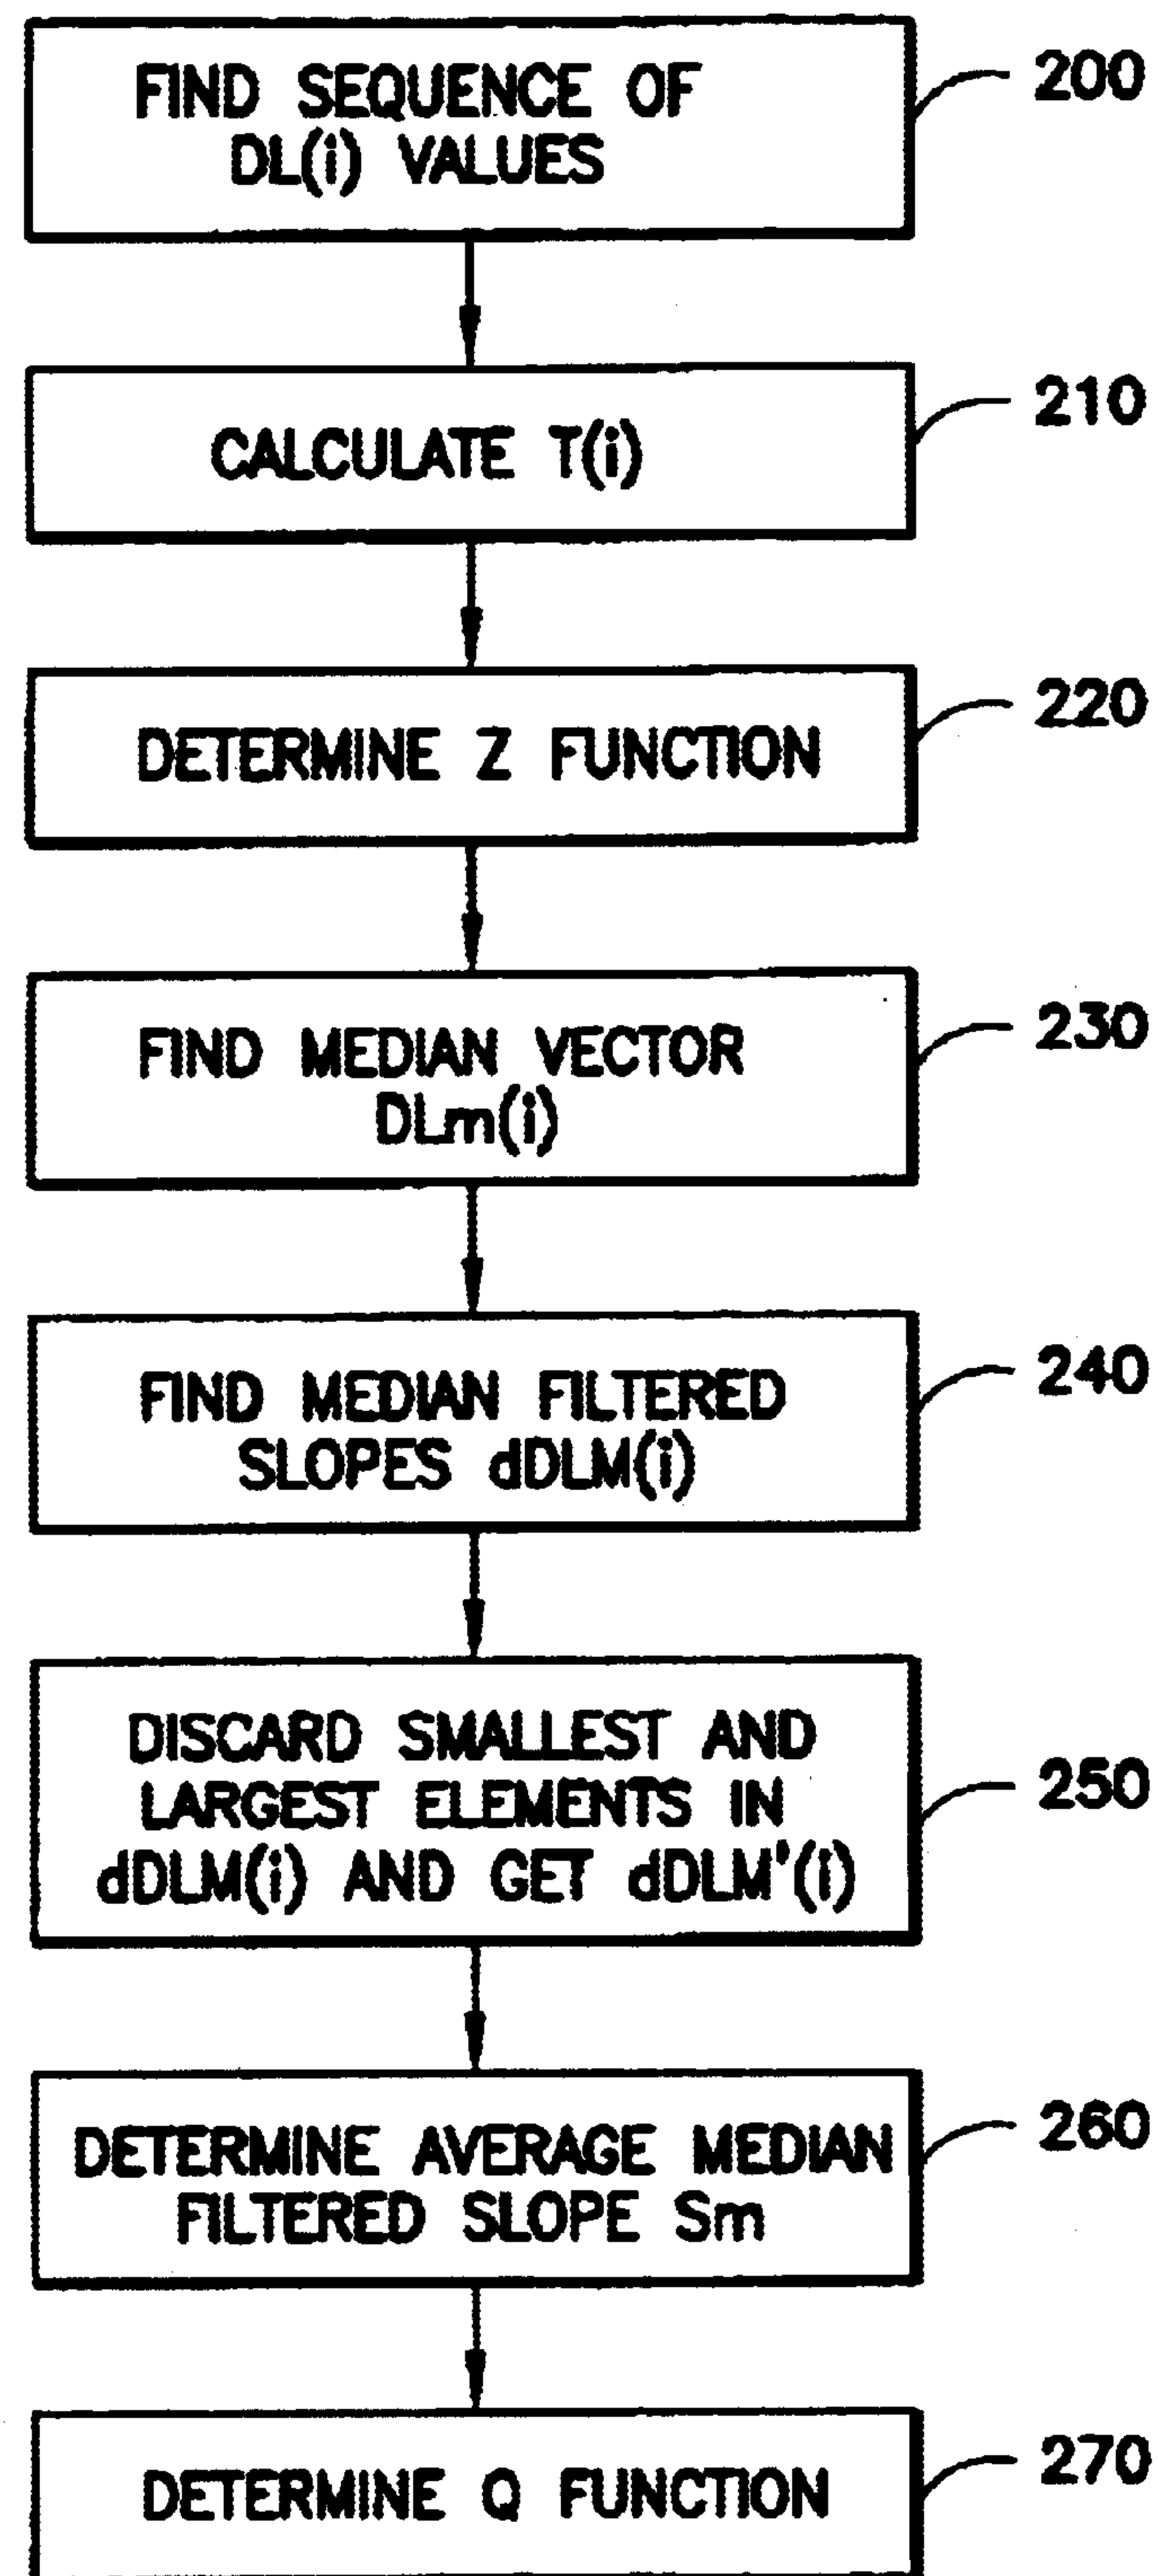 FIND SEQUENCE OF
DL(i) VALUES
200
CALCULATE T(i)
210
DETERMINE Z FUNCTION
220
FIND MEDIAN VECTOR
DLm(i)
230
FIND MEDIAN FILTERED
SLOPES dDLM(i)
240
DISCARD SMALLEST AND
LARGEST ELEMENTS IN
dDLM(i) AND GET dDLM'(i)
250
DETERMINE AVERAGE MEDIAN
FILTERED SLOPE Sm
260
DETERMINE Q FUNCTION
270